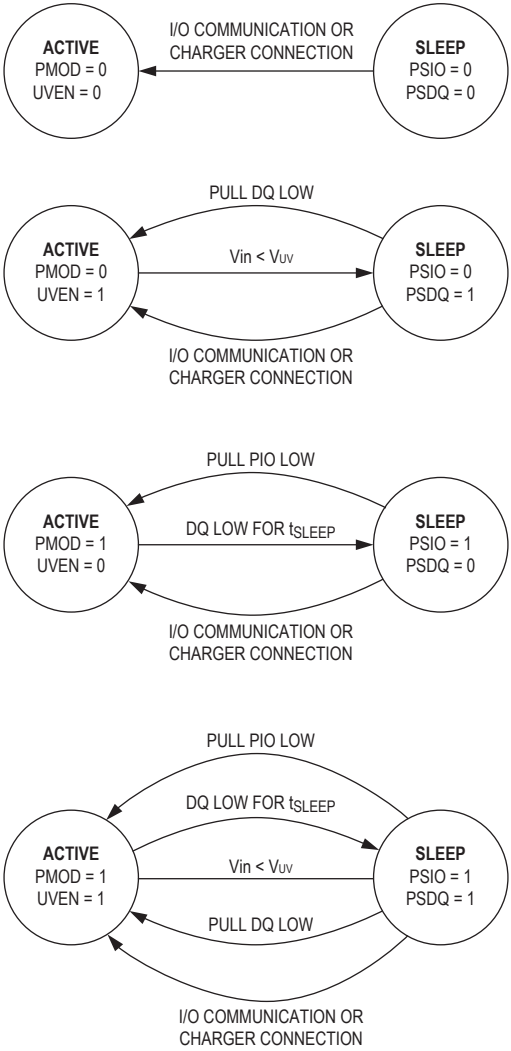 I/O COMMUNICATION OR
CHARGER CONNECTION
ACTIVE
PMOD = 0
UVEN = 0
SLEEP
PSIO = 0
PSDQ = 0
PULL DQ LOW
ACTIVE
PMOD = 0
UVEN = 1
Vin < VUV
SLEEP
PSIO = 0
PSDQ = 1
I/O COMMUNICATION OR
CHARGER CONNECTION
PULL PIO LOW
ACTIVE
PMOD = 1
UVEN = 0
DQ LOW FOR tSLEEP
SLEEP
PSIO = 1
PSDQ = 0
I/O COMMUNICATION OR
CHARGER CONNECTION
PULL PIO LOW
DQ LOW FOR tSLEEP
ACTIVE
PMOD = 1
UVEN = 1
Vin < VUV
SLEEP
PSIO = 1
PSDQ = 1
PULL DQ LOW
I/O COMMUNICATION OR
CHARGER CONNECTION